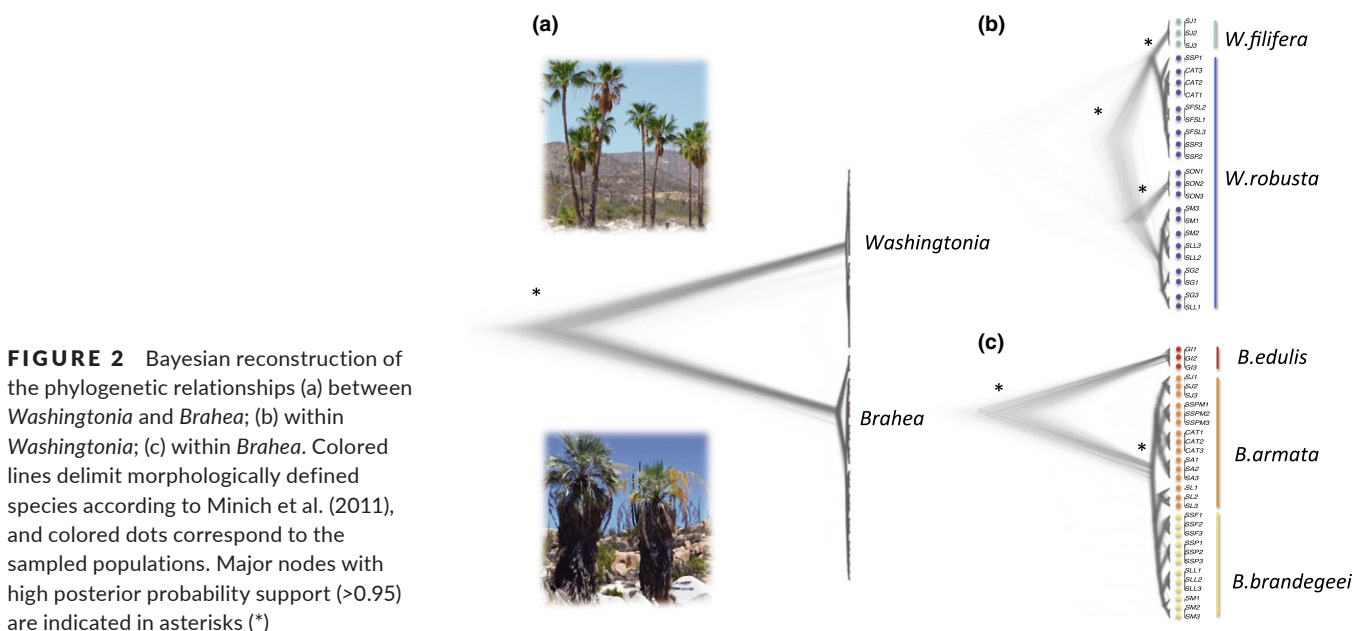 FIGURE 2 Bayesian reconstruction of
the phylogenetic relationships (a) between
Washingtonia and Brahea; (b) within
Washingtonia; (c) within Brahea. Colored
lines delimit morphologically defined
species according to Minich et al. (2011),
and colored dots correspond to the
sampled populations. Major nodes with
high posterior probability support (>0.95)
are indicated in asterisks (*)
(a)
*
Washingtonia
Brahea
(b)
*
*
*
SJ1
SJ2
SJ3
W.filifera
SSP1
CAT3
CAT2
CAT1
SFSL2
SFSL1
SFSL3
SSP3
SSP2
SON1
SON2
SON3
SM3
SM1
SM2
SLL3
SLL2
SG2
SG1
SG3
SLL1
W.robusta
(c)
*
*
GI1
GI2
GI3
B.edulis
SJ1
SJ2
SJ3
SSPM1
SSPM2
SSPM3
CAT1
CAT2
CAT3
SA1
SA2
SA3
SL1
SL2
SL3
B.armata
SSF1
SSF2
SSF3
SSP1
SSP2
SSP3
SLL1
SLL2
SLL3
SM1
SM2
SM3
B.brandegeei